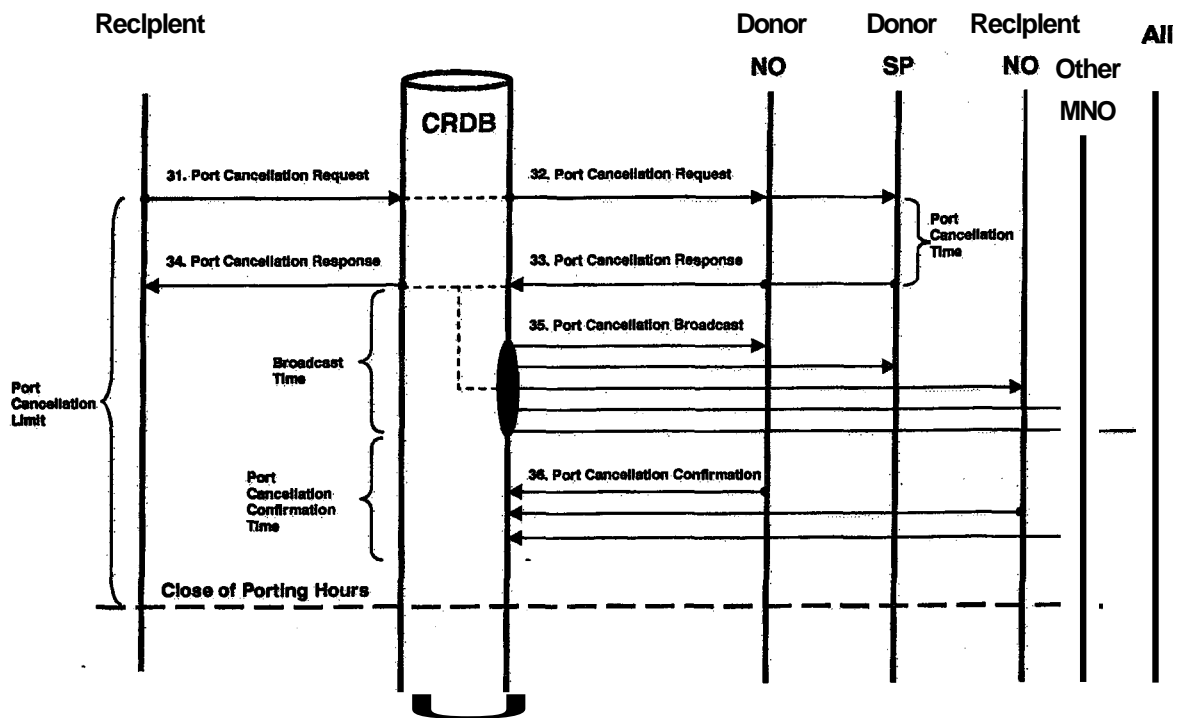 Recipient
Donor
NO
Donor
SP
Recipient
NO
Other
MNO
All
CRDB
31. Port Cancellation Request
32. Port Cancellation Request
Port
Cancellation
Time
34. Port Cancellation Response
33. Port Cancellation Response
35. Port Cancellation Broadcast
Broadcast
Time
Port
Cancellation
Limit
36. Port Cancellation Confirmation
Port
Cancellation
Confirmation
Time
Close of Porting Hours